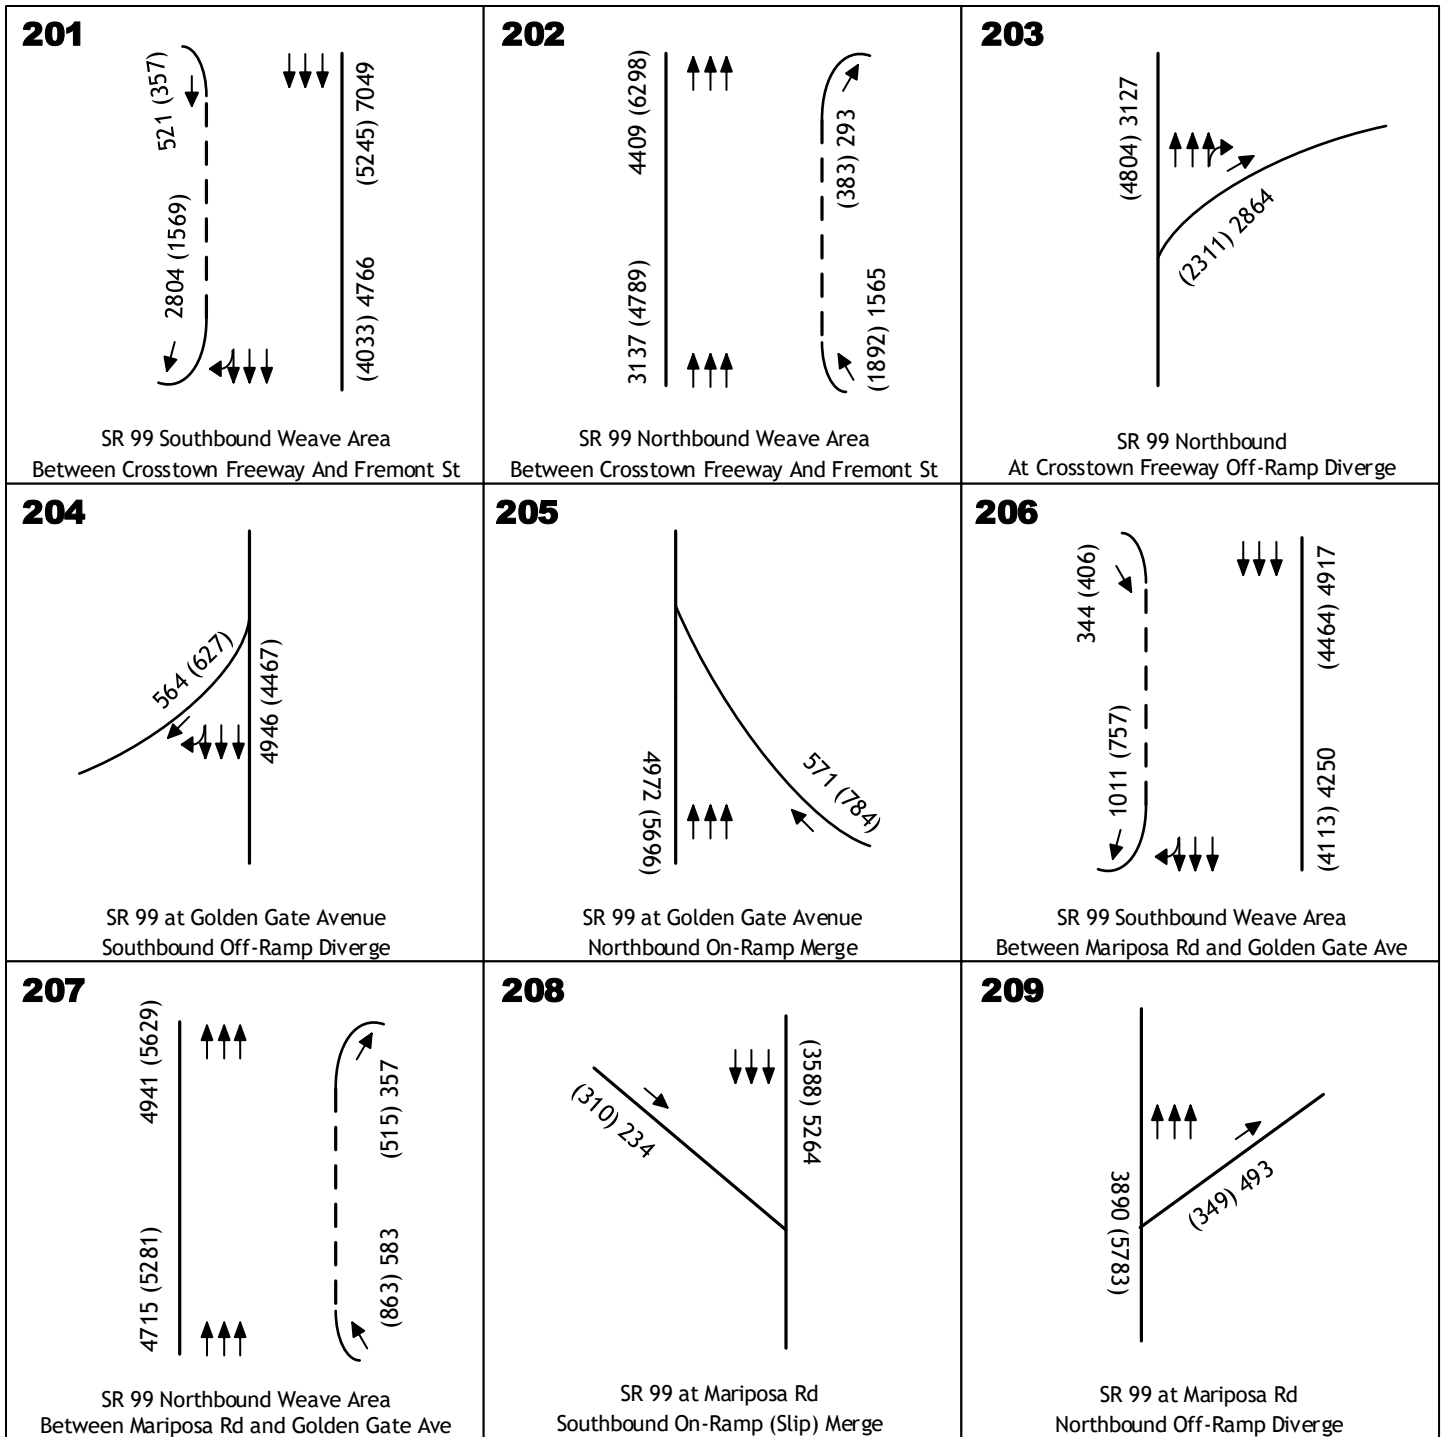 201
521 (357)
2804 (1569)
(5245) 7049
(4033) 4766
SR 99 Southbound Weave Area
Between Crosstown Freeway And Fremont St
202
4409 (6298)
3137 (4789)
(383) 293
(1892) 1565
SR 99 Northbound Weave Area
Between Crosstown Freeway And Fremont St
203
(4804) 3127
(2311) 2864
SR 99 Northbound
At Crosstown Freeway Off-Ramp Diverge
204
564 (627)
4946 (4467)
SR 99 at Golden Gate Avenue
Southbound Off-Ramp Diverge
205
4972 (5696)
571 (784)
SR 99 at Golden Gate Avenue
Northbound On-Ramp Merge
206
344 (406)
1011 (757)
(4464) 4917
(4113) 4250
SR 99 Southbound Weave Area
Between Mariposa Rd and Golden Gate Ave
207
4941 (5629)
4715 (5281)
(515) 357
(863) 583
SR 99 Northbound Weave Area
Between Mariposa Rd and Golden Gate Ave
208
(310) 234
(3588) 5264
SR 99 at Mariposa Rd
Southbound On-Ramp (Slip) Merge
209
3890 (5783)
(349) 493
SR 99 at Mariposa Rd
Northbound Off-Ramp Diverge